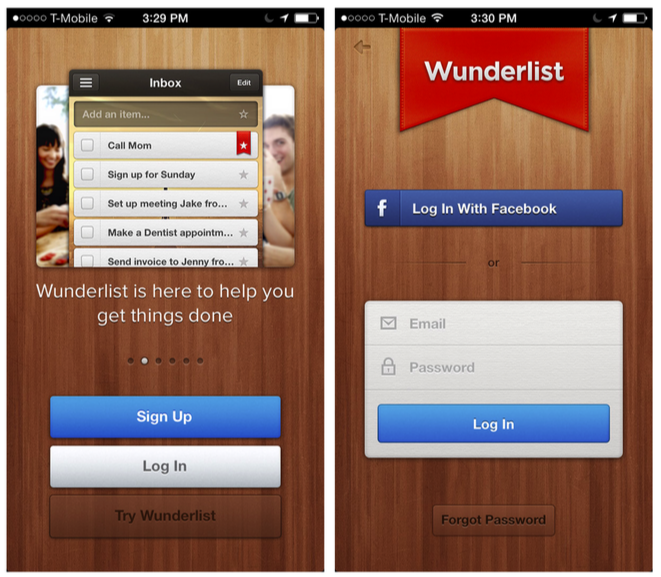 T-Mobile 3:29 PM
Inbox
Edit
Add an item...
Call Mom
Sign up for Sunday
Set up meeting Jake fro...
Make a Dentist appointm...
Send invoice to Jenny fro...
Wunderlist is here to help you
get things done
Sign Up
Log In
Try Wunderlist
T-Mobile 3:30 PM
Wunderlist
f
Log In With Facebook
or
Email
Password
Log In
Forgot Password